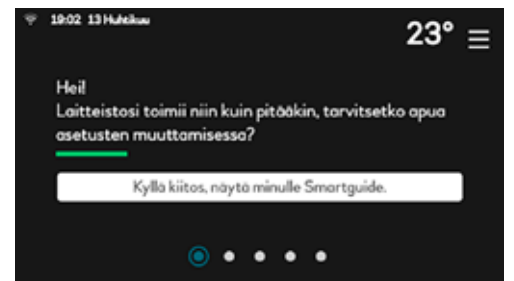 19:02 13 Huhtikuu
23°
Hei!
Laitteistosi toimii niin kuin pitääkin, tarvitsetko apua
asetusten muuttamisessa?
Kyllä kiitos, näytä minulle Smartguide.